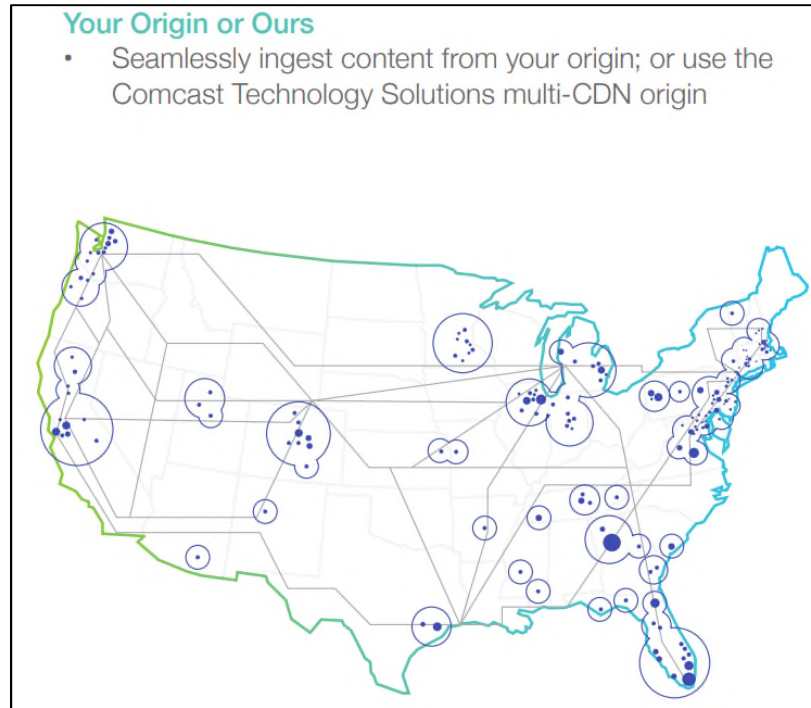 Your Origin or Ours
• Seamlessly ingest content from your origin; or use the
Comcast Technology Solutions multi-CDN origin